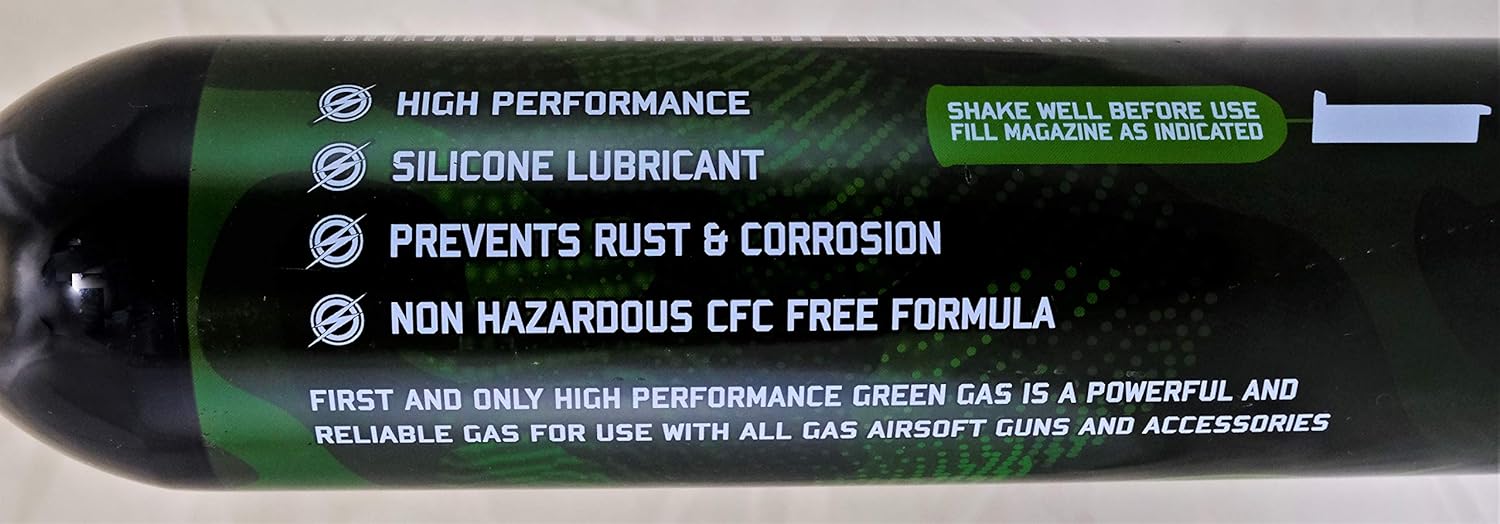 HIGH PERFORMANCE
SILICONE LUBRICANT
PREVENTS RUST & CORROSION
NON HAZARDOUS CFC FREE FORMULA
SHAKE WELL BEFORE USE
FILL MAGAZINE AS INDICATED
FIRST AND ONLY HIGH PERFORMANCE GREEN GAS IS A POWERFUL AND
RELIABLE GAS FOR USE WITH ALL GAS AIRSOFT GUNS AND ACCESSORIES